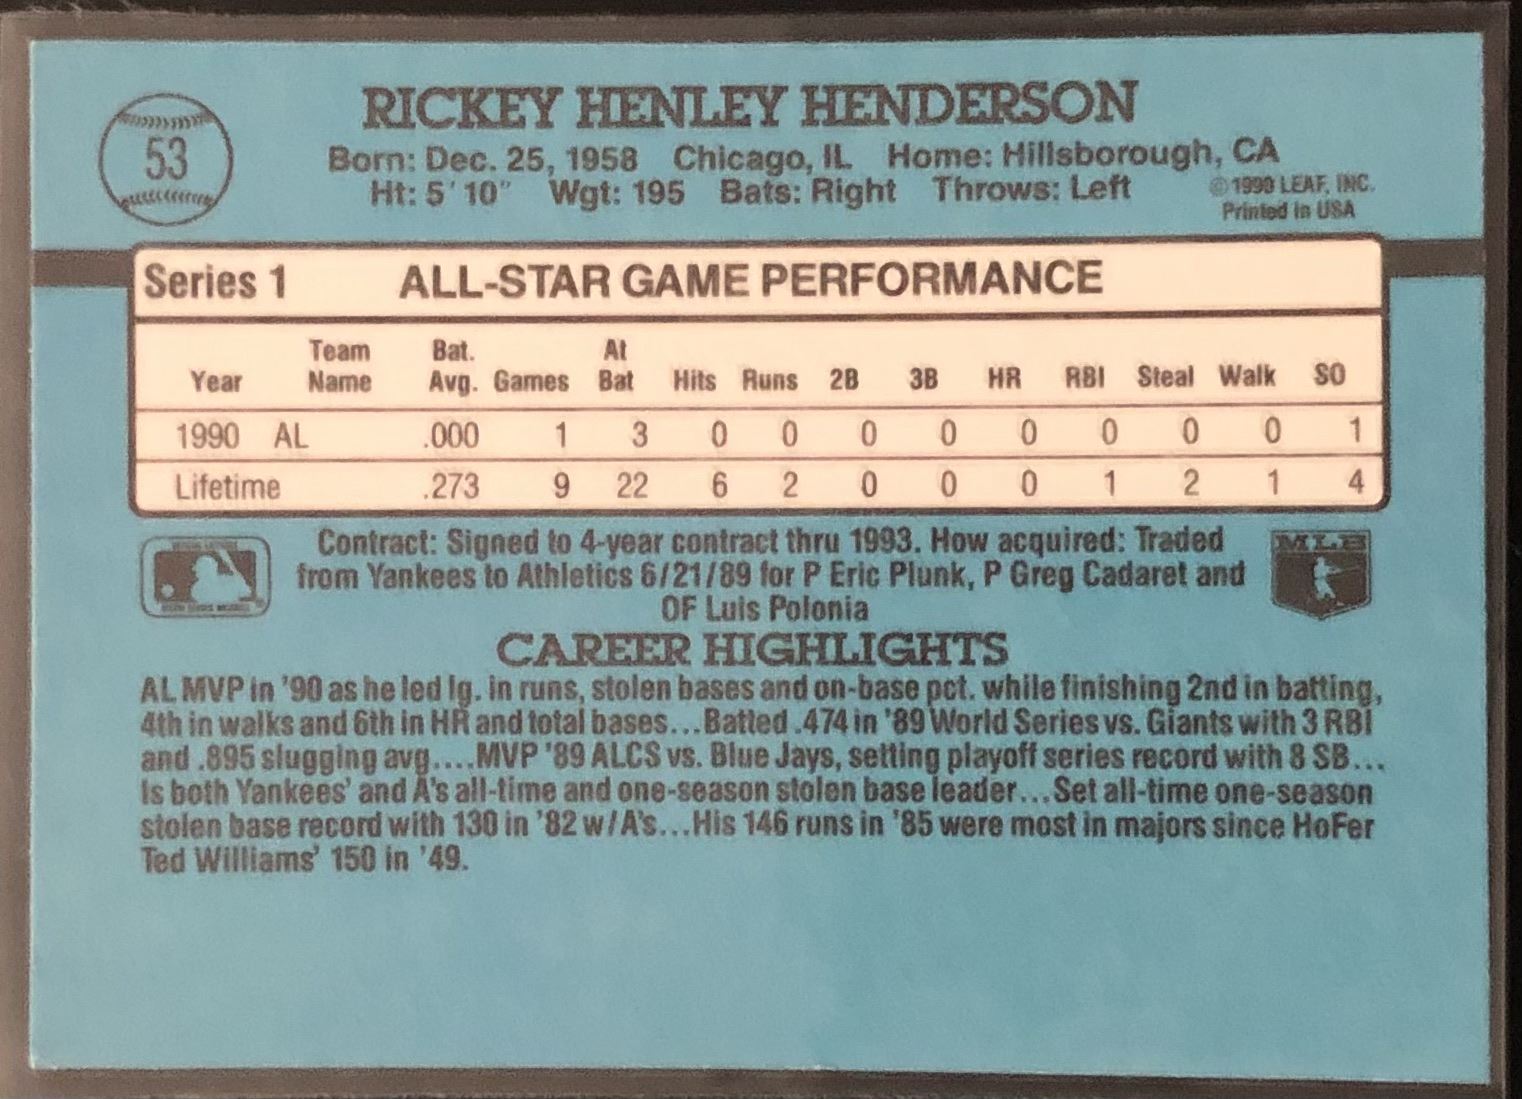 53
RICKEY HENLEY HENDERSON
Born: Dec. 25, 1958 Chicago, IL Home: Hillsborough, CA
Ht: 5' 10" Wgt: 195 Bats: Right Throws: Left
© 1990 LEAF, INC.
Printed in USA
Series 1 ALL-STAR GAME PERFORMANCE
Year Team Name Bat. Avg. Games At Bat Hits Runs 2B 3B HR RBI Steal Walk SO
1990 AL .000 1 3 0 0 0 0 0 0 0 0 1
Lifetime .273 9 22 6 2 0 0 0 1 2 1 4
Contract: Signed to 4-year contract thru 1993. How acquired: Traded
from Yankees to Athletics 6/21/89 for P Eric Plunk, P Greg Cadaret and
OF Luis Polonia
MLB
CAREER HIGHLIGHTS
AL MVP in '90 as he led lg. in runs, stolen bases and on-base pct. while finishing 2nd in batting,
4th in walks and 6th in HR and total bases...Batted .474 in '89 World Series vs. Giants with 3 RBI
and .895 slugging avg....MVP '89 ALCS vs. Blue Jays, setting playoff series record with 8 SB...
Is both Yankees' and A's all-time and one-season stolen base leader...Set all-time one-season
stolen base record with 130 in '82 w/A's...His 146 runs in '85 were most in majors since HoFer
Ted Williams' 150 in '49.